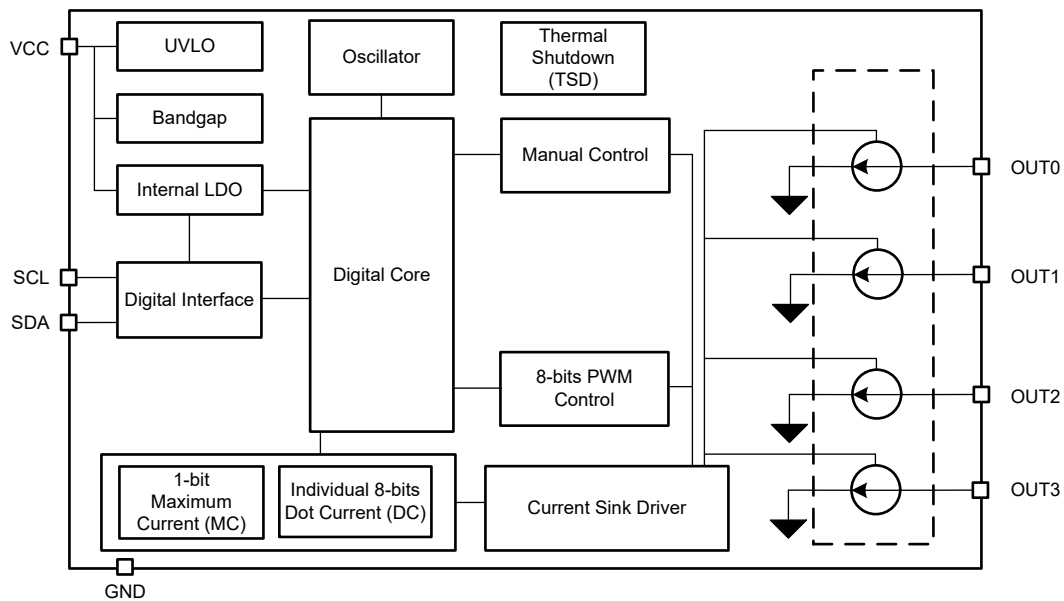 VCC
UVLO
Oscillator
Thermal
Shutdown
(TSD)
Bandgap
Manual Control
Internal LDO
OUT0
SCL
SDA
Digital Interface
Digital Core
OUT1
8-bits PWM
Control
OUT2
1-bit
Maximum
Current (MC)
Individual 8-bits
Dot Current (DC)
Current Sink Driver
OUT3
GND